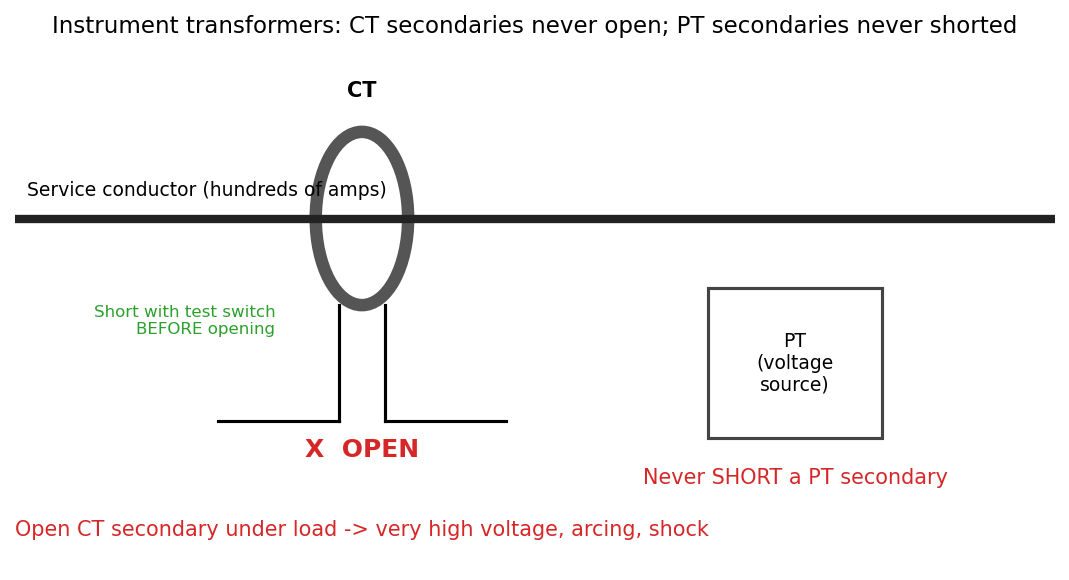 Instrument transformers: CT secondaries never open; PT secondaries never shorted
CT
Service conductor (hundreds of amps)
Short with test switch
BEFORE opening
PT
(voltage
source)
X  OPEN
Never SHORT a PT secondary
Open CT secondary under load -> very high voltage, arcing, shock